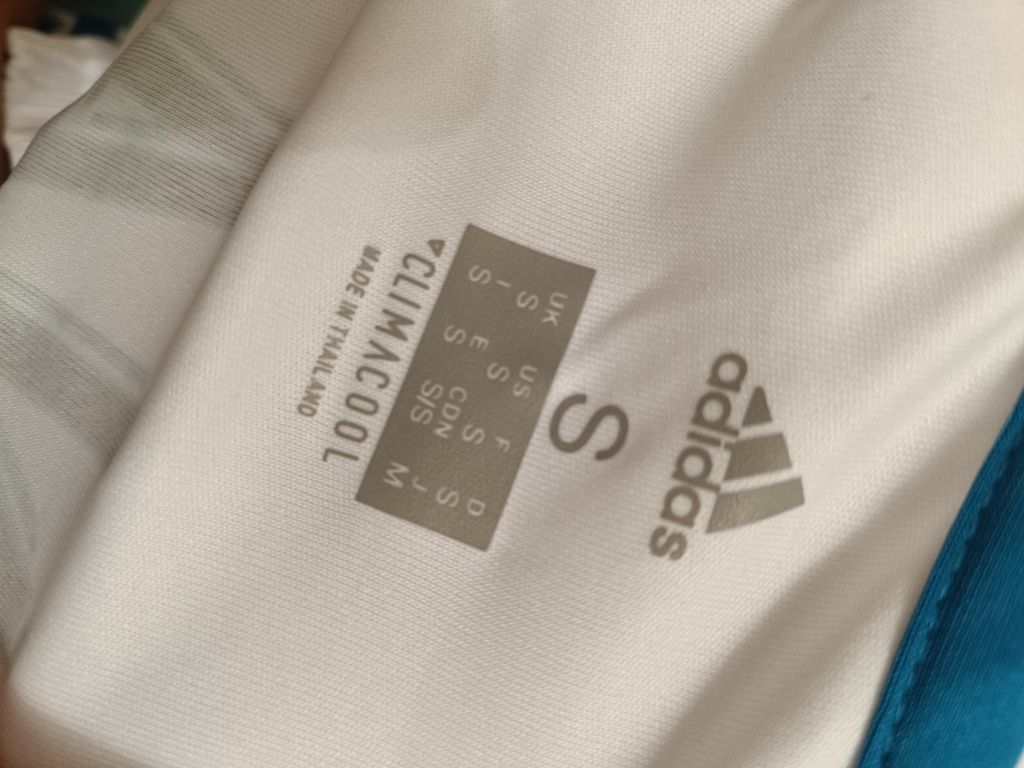 adidas
S
UK US F D
S S S S
I E CDN J
S S S/S M
CLIMACOOL
MADE IN THAILAND